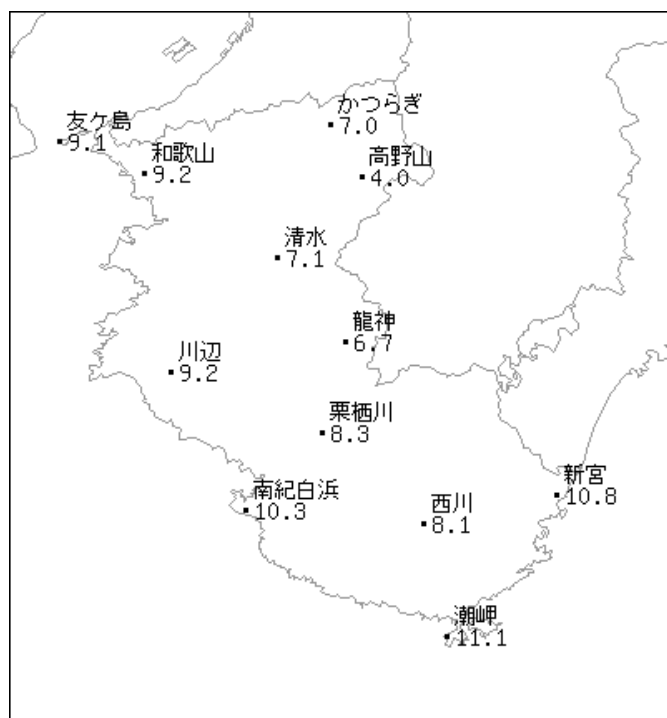 かつらぎ
7.0
友ケ島
9.1
和歌山
9.2
高野山
4.0
清水
7.1
龍神
6.7
川辺
9.2
栗栖川
8.3
新宮
10.8
南紀白浜
10.3
西川
8.1
潮岬
11.1